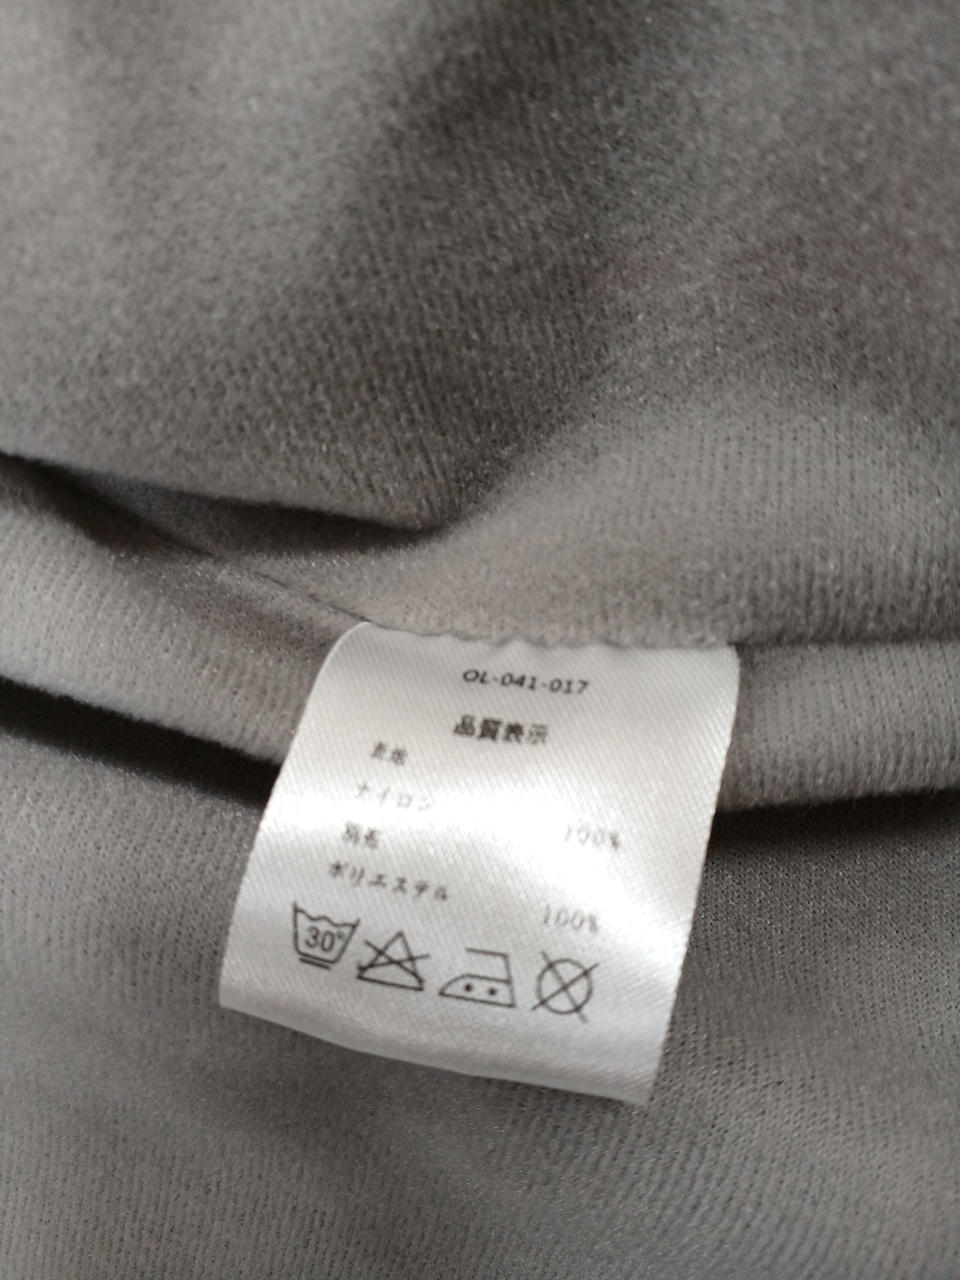 OL-041-017
品質表示
表地
ナイロン 100%
別布
ポリエステル 100%
30°